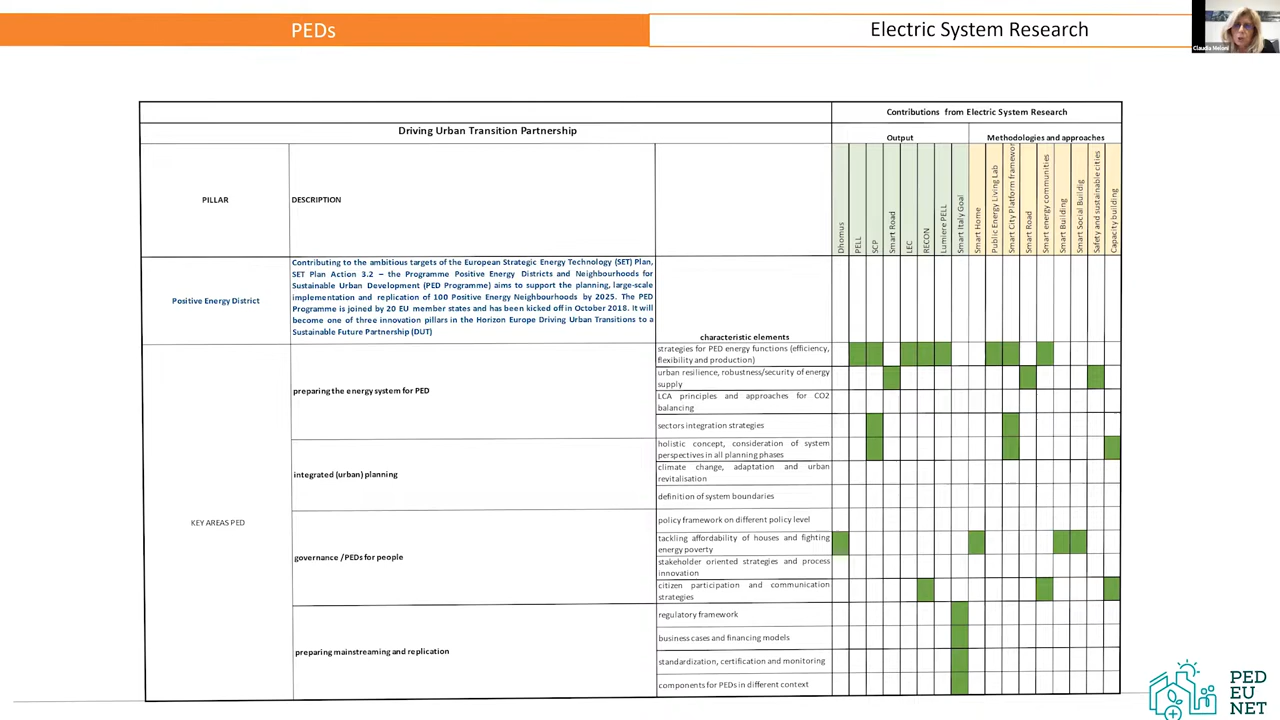 PEDs
Electric System Research
Claudia Meloni
Contributions from Electric System Research
Driving Urban Transition Partnership
Output
Methodologies and approaches
PILLAR
DESCRIPTION
Dhomus
PELL
SCP
Smart Road
LEC
RECON
Lumiere PELL
Smart Italy Goal
Smart Home
Public Energy Living Lab
Smart City Platform framewor
Smart Road
Smart energy communities
Smart Building
Smart Social Buildig
Safety and sustainable cities
Capacity building
Positive Energy District
Contributing to the ambitious targets of the European Strategic Energy Technology (SET) Plan,
SET Plan Action 3.2 – the Programme Positive Energy Districts and Neighbourhoods for
Sustainable Urban Development (PED Programme) aims to support the planning, large-scale
implementation and replication of 100 Positive Energy Neighbourhoods by 2025. The PED
Programme is joined by 20 EU member states and has been kicked off in October 2018. It will
become one of three innovation pillars in the Horizon Europe Driving Urban Transitions to a
Sustainable Future Partnership (DUT)
characteristic elements
KEY AREAS PED
preparing the energy system for PED
strategies for PED energy functions (efficiency,
flexibility and production)
urban resilience, robustness/security of energy
supply
LCA principles and approaches for CO2
balancing
sectors integration strategies
integrated (urban) planning
holistic concept, consideration of system
perspectives in all planning phases
climate change, adaptation and urban
revitalisation
definition of system boundaries
governance /PEDs for people
policy framework on different policy level
tackling affordability of houses and fighting
energy poverty
stakeholder oriented strategies and process
innovation
citizen participation and communication
strategies
preparing mainstreaming and replication
regulatory framework
business cases and financing models
standardization, certification and monitoring
components for PEDs in different context
PED
EU
NET